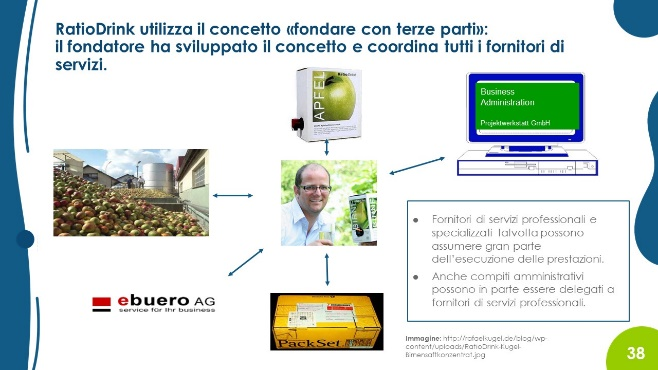 RatioDrink utilizza il concetto «fondare con terze parti»:
il fondatore ha sviluppato il concetto e coordina tutti i fornitori di
servizi.
APFEL
Business
Administration
Projektwerkstatt GmbH
● Fornitori di servizi professionali e
specializzati talvolta possono
assumere gran parte
dell'esecuzione delle prestazioni.
● Anche compiti amministrativi
possono in parte essere delegati a
fornitori di servizi professionali.
ebuero AG
service für Ihr business
PackSet
Immagine: http://rafaelkugel.de/blog/wp-
content/uploads/RatioDrink-Kugel-
Birnensaftkonzentrat.jpg
38